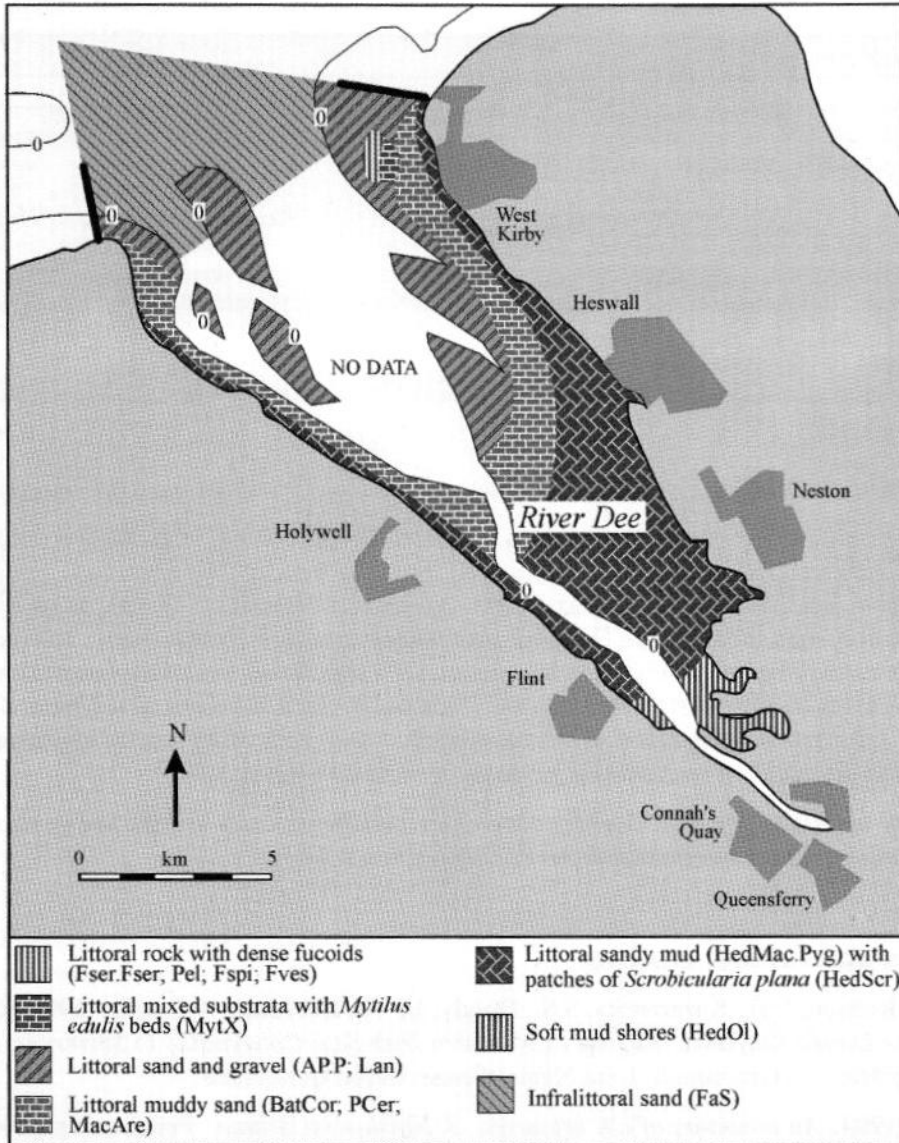 0
0
0
0
West
Kirby
0
0
Heswall
NO DATA
Neston
River Dee
Holywell
0
0
Flint
N
Connah's
Quay
0 km 5
Queensferry
Littoral rock with dense fucoids
(Fser.Fser; Pel; Fspi; Fves)
Littoral mixed substrata with Mytilus
edulis beds (MytX)
Littoral sand and gravel (AP.P; Lan)
Littoral muddy sand (BatCor; PCer;
MacAre)
Littoral sandy mud (HedMac.Pyg) with
patches of Scrobicularia plana (HedScr)
Soft mud shores (HedOl)
Infralittoral sand (FaS)